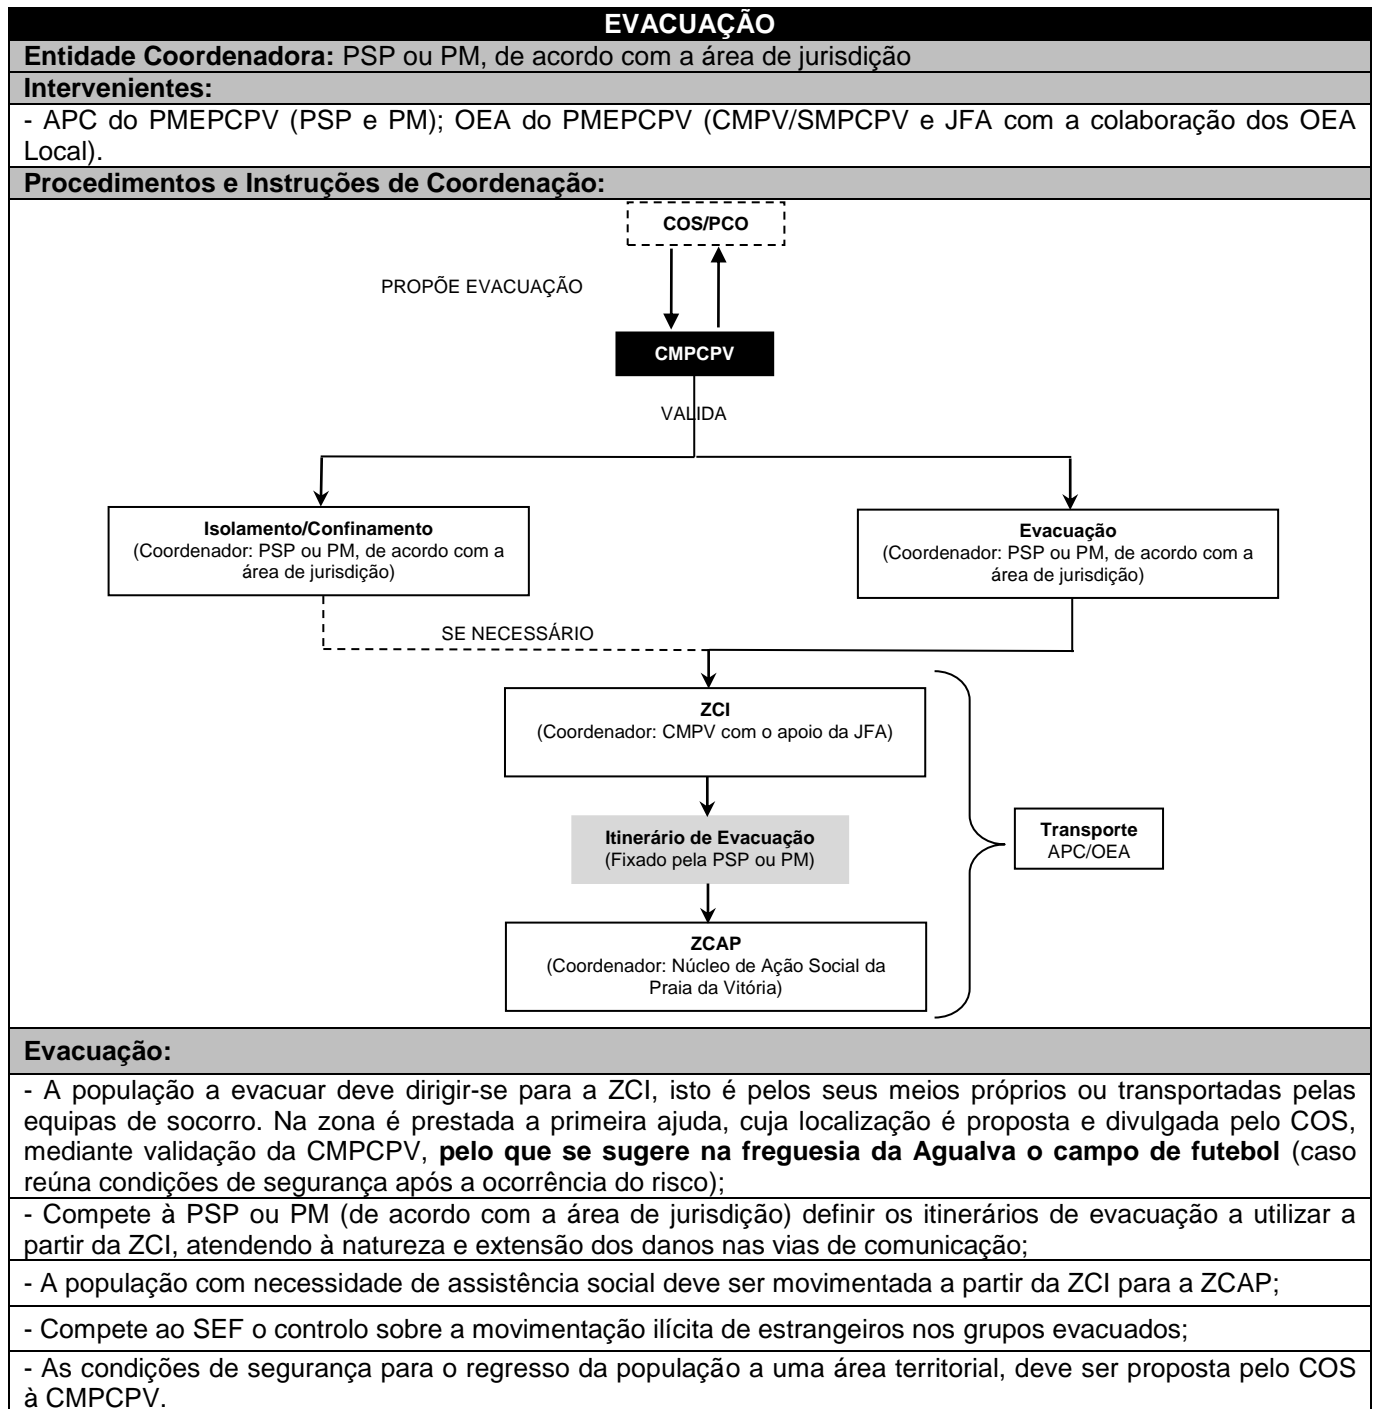 EVACUAÇÃO
Entidade Coordenadora: PSP ou PM, de acordo com a área de jurisdição
Intervenientes:
- APC do PMEPCPV (PSP e PM); OEA do PMEPCPV (CMPV/SMPCPV e JFA com a colaboração dos OEA
Local).
Procedimentos e Instruções de Coordenação:
COS/PCO
PROPÕE EVACUAÇÃO
CMPCPV
VALIDA
Isolamento/Confinamento
(Coordenador: PSP ou PM, de acordo com a
área de jurisdição)
Evacuação
(Coordenador: PSP ou PM, de acordo com a
área de jurisdição)
SE NECESSÁRIO
ZCI
(Coordenador: CMPV com o apoio da JFA)
Itinerário de Evacuação
(Fixado pela PSP ou PM)
Transporte
APC/OEA
ZCAP
(Coordenador: Núcleo de Ação Social da
Praia da Vitória)
Evacuação:
- A população a evacuar deve dirigir-se para a ZCI, isto é pelos seus meios próprios ou transportadas pelas
equipas de socorro. Na zona é prestada a primeira ajuda, cuja localização é proposta e divulgada pelo COS,
mediante validação da CMPCPV, pelo que se sugere na freguesia da Agualva o campo de futebol (caso
reúna condições de segurança após a ocorrência do risco);
- Compete à PSP ou PM (de acordo com a área de jurisdição) definir os itinerários de evacuação a utilizar a
partir da ZCI, atendendo à natureza e extensão dos danos nas vias de comunicação;
- A população com necessidade de assistência social deve ser movimentada a partir da ZCI para a ZCAP;
- Compete ao SEF o controlo sobre a movimentação ilícita de estrangeiros nos grupos evacuados;
- As condições de segurança para o regresso da população a uma área territorial, deve ser proposta pelo COS
à CMPCPV.